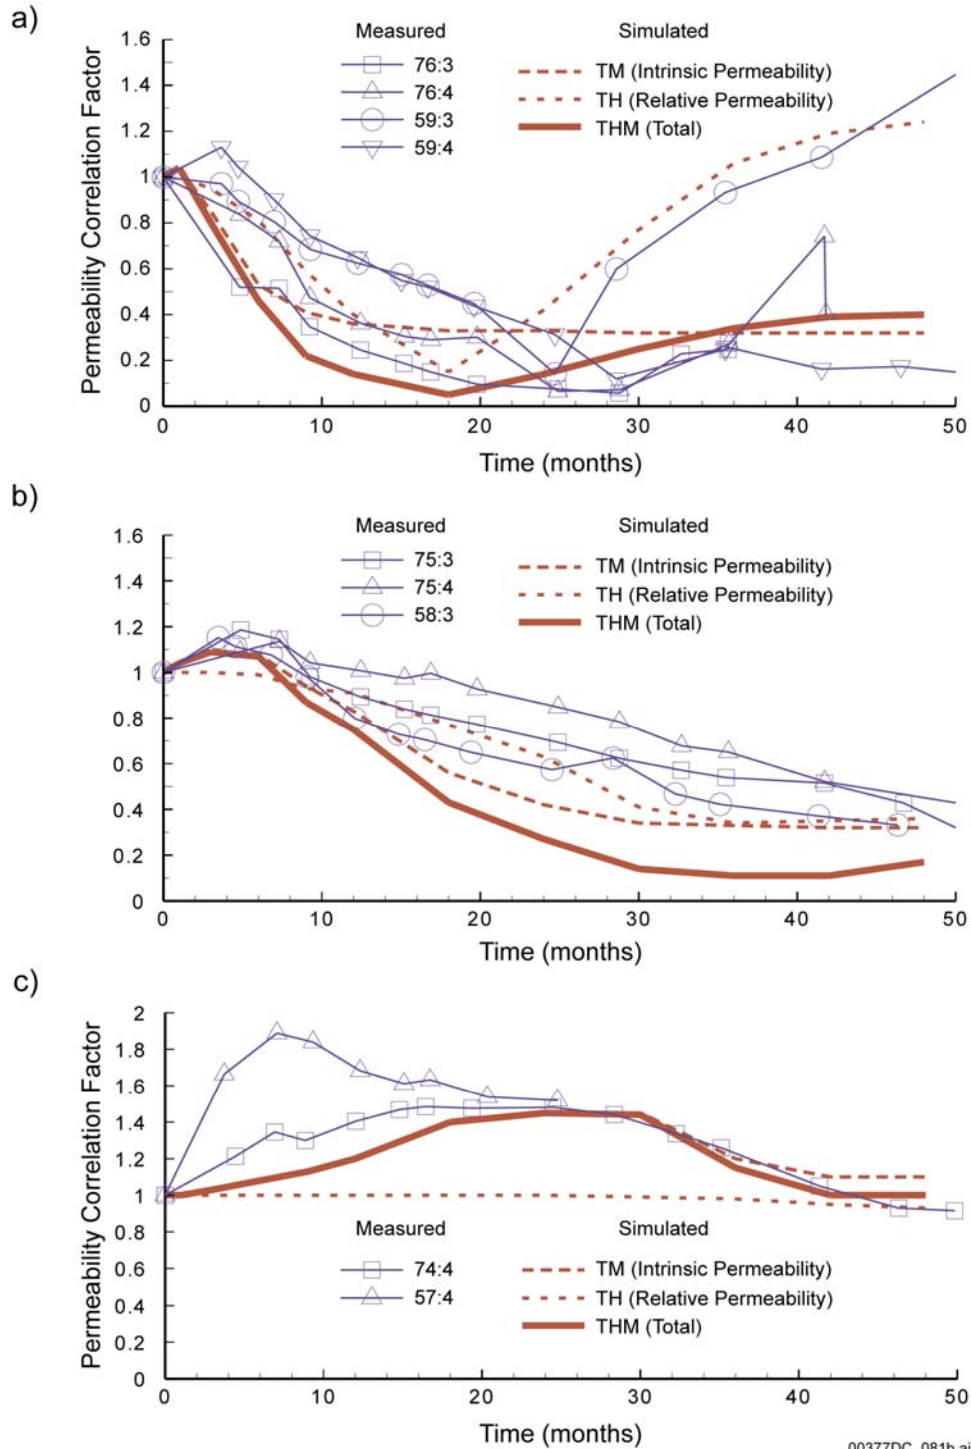 a)
Measured Simulated
76:3
76:4
59:3
59:4
TM (Intrinsic Permeability)
TH (Relative Permeability)
THM (Total)
Permeability Correlation Factor
1.6
1.4
1.2
1
0.8
0.6
0.4
0.2
0
0 10 20 30 40 50
Time (months)
b)
Measured Simulated
75:3
75:4
58:3
TM (Intrinsic Permeability)
TH (Relative Permeability)
THM (Total)
1.6
1.4
1.2
1
0.8
0.6
0.4
0.2
0
0 10 20 30 40 50
Time (months)
c)
Permeability Correlation Factor
2
1.8
1.6
1.4
1.2
1
0.8
0.6
0.4
0.2
0
Measured Simulated
74:4
57:4
TM (Intrinsic Permeability)
TH (Relative Permeability)
THM (Total)
0 10 20 30 40 50
Time (months)